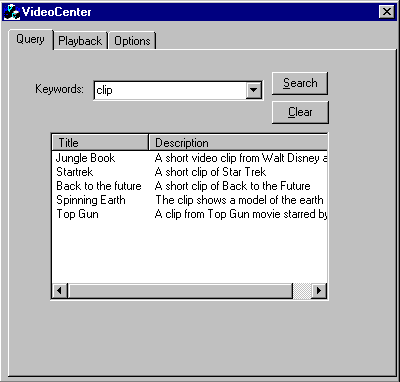 VideoCenter
Query Playback Options
Keywords: clip Search
Clear
Title Description
Jungle Book A short video clip from Walt Disney a
Startrek A short clip of Star Trek
Back to the future A short clip of Back to the Future
Spinning Earth The clip shows a model of the earth
Top Gun A clip from Top Gun movie starred by